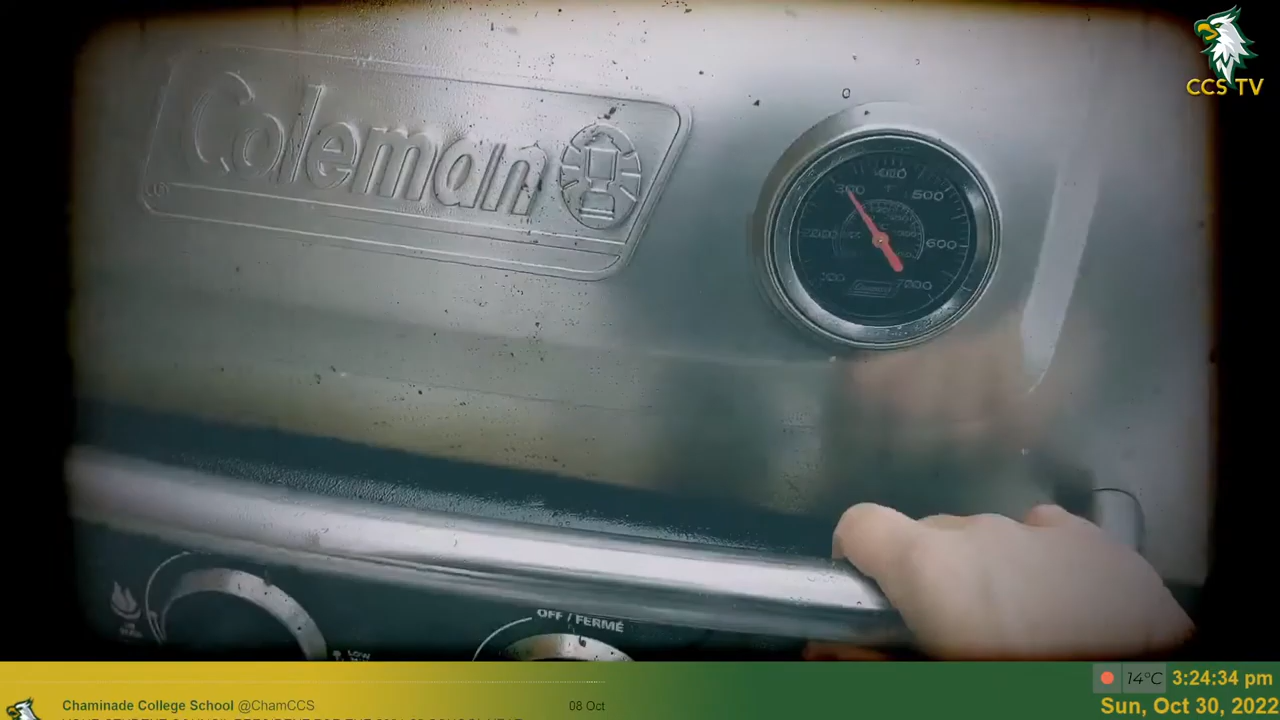 CCS TV
Coleman
400
300 °F 500
200 600
100 700
OFF / FERMÉ
LOW
14°C 3:24:34 pm
Chaminade College School @ChamCCS 08 Oct
Sun, Oct 30, 2022